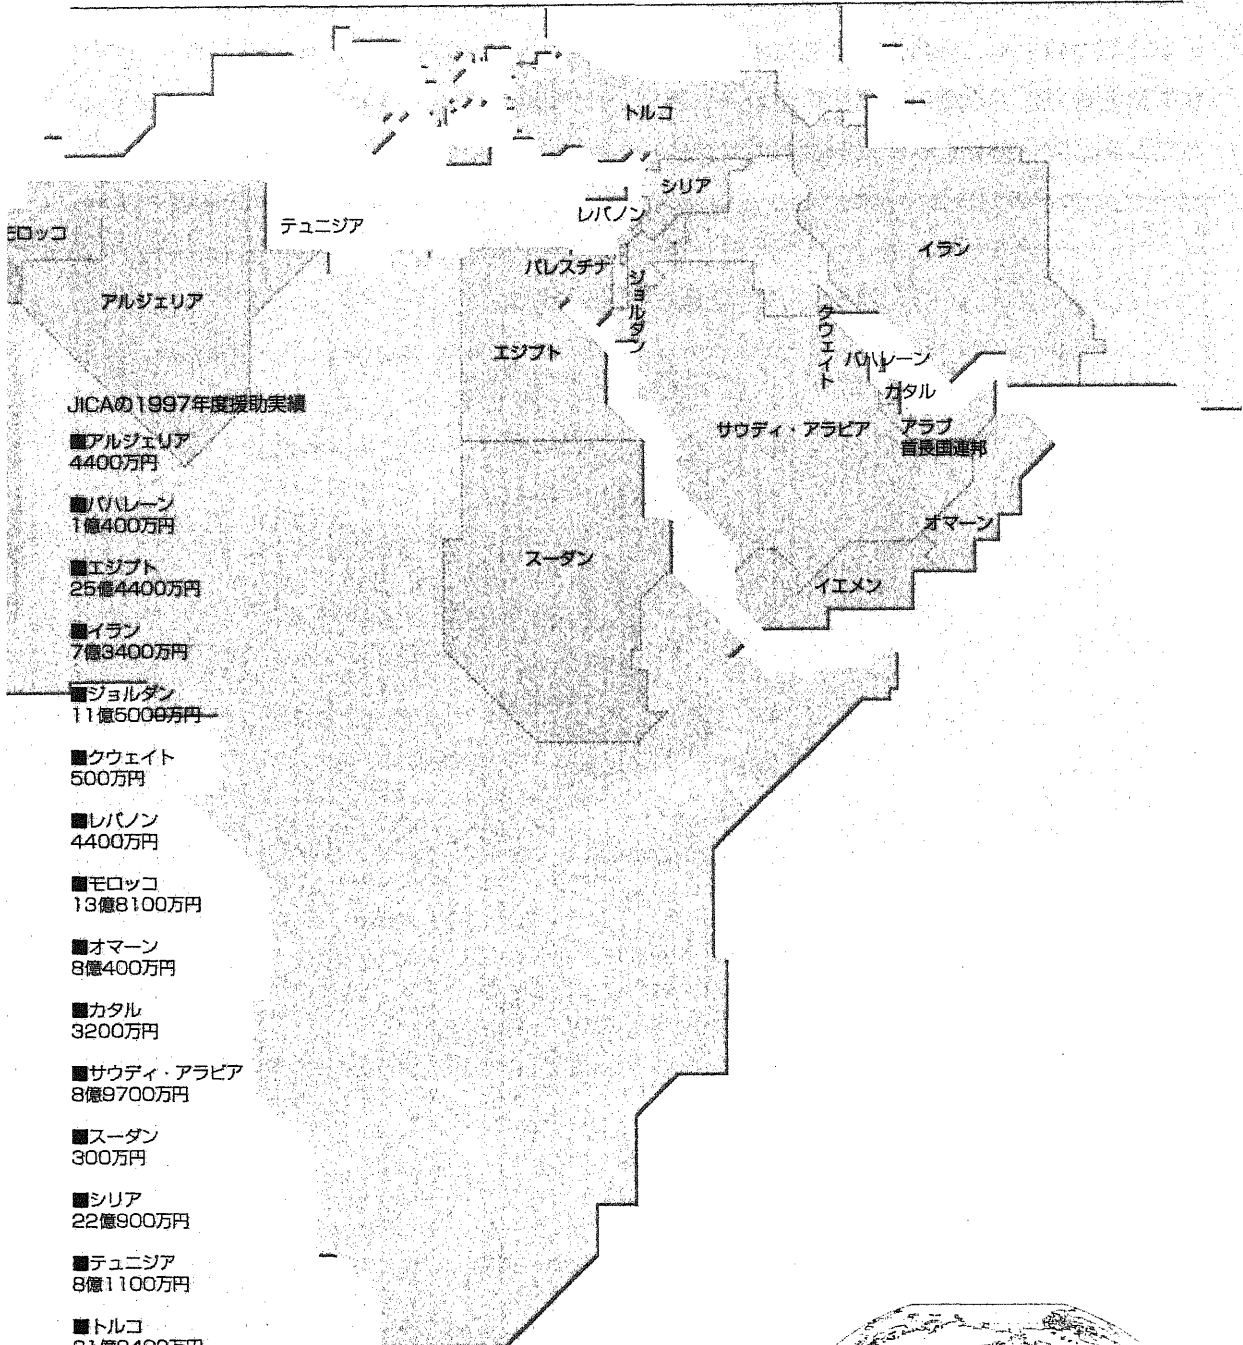 トルコ
シリア
レバノン
テュニジア
モロッコ
イラン
パレスチナ
ジョルダン
アルジェリア
クウェイト
エジプト
バハレーン
カタル
サウディ・アラビア
アラブ
首長国連邦
オマーン
スーダン
イエメン
JICAの1997年度援助実績
■アルジェリア
4400万円
■バハレーン
1億400万円
■エジプト
25億4400万円
■イラン
7億3400万円
■ジョルダン
11億5000万円
■クウェイト
500万円
■レバノン
4400万円
■モロッコ
13億8100万円
■オマーン
8億400万円
■カタル
3200万円
■サウディ・アラビア
8億9700万円
■スーダン
300万円
■シリア
22億900万円
■テュニジア
8億1100万円
■トルコ